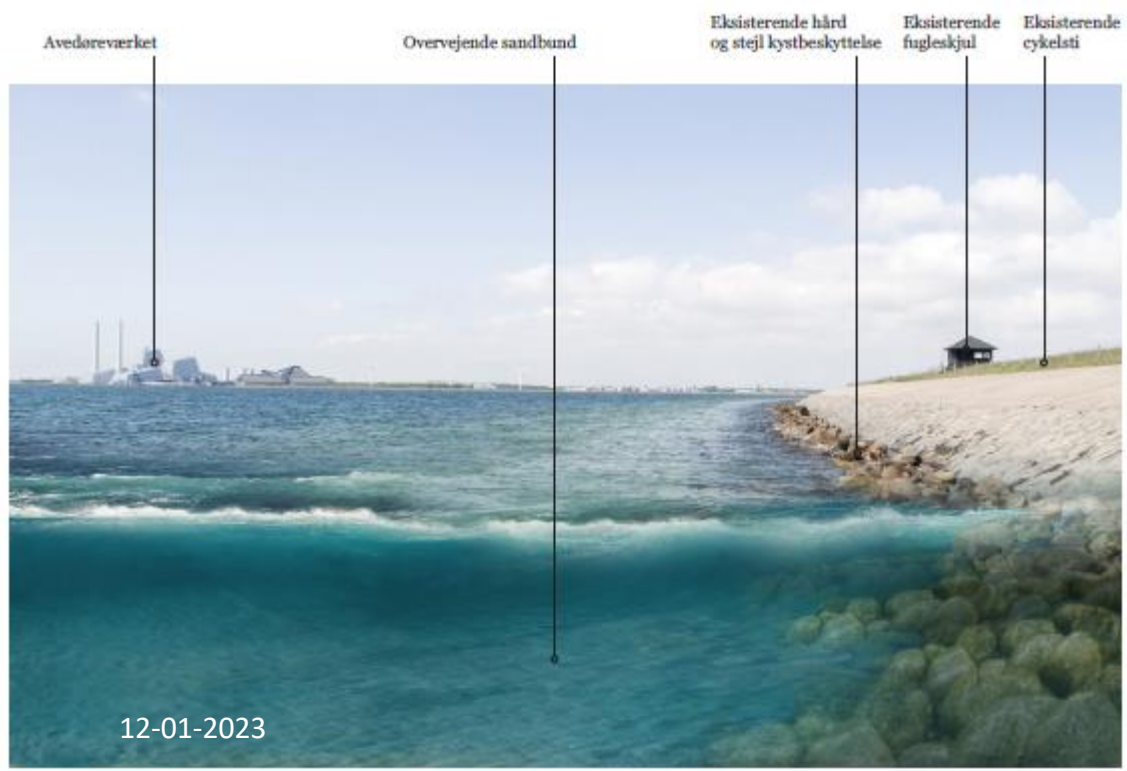 Avedøreværket
Overvejende sandbund
Eksisterende hård
og stejl kystbeskyttelse
Eksisterende
fugleskjul
Eksisterende
cykelsti
12-01-2023